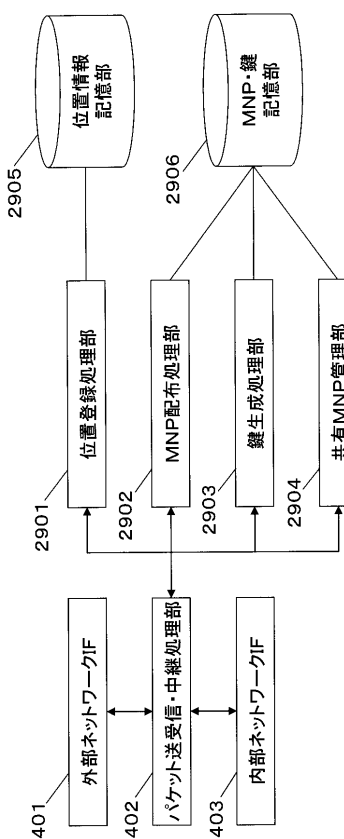 401
外部ネットワークIF
402
パケット送受信・中継処理部
403
内部ネットワークIF
2901
位置登録処理部
2902
MNP配布処理部
2903
鍵生成処理部
2904
共有MNP管理部
2905
位置情報
記憶部
2906
MNP・鍵
記憶部